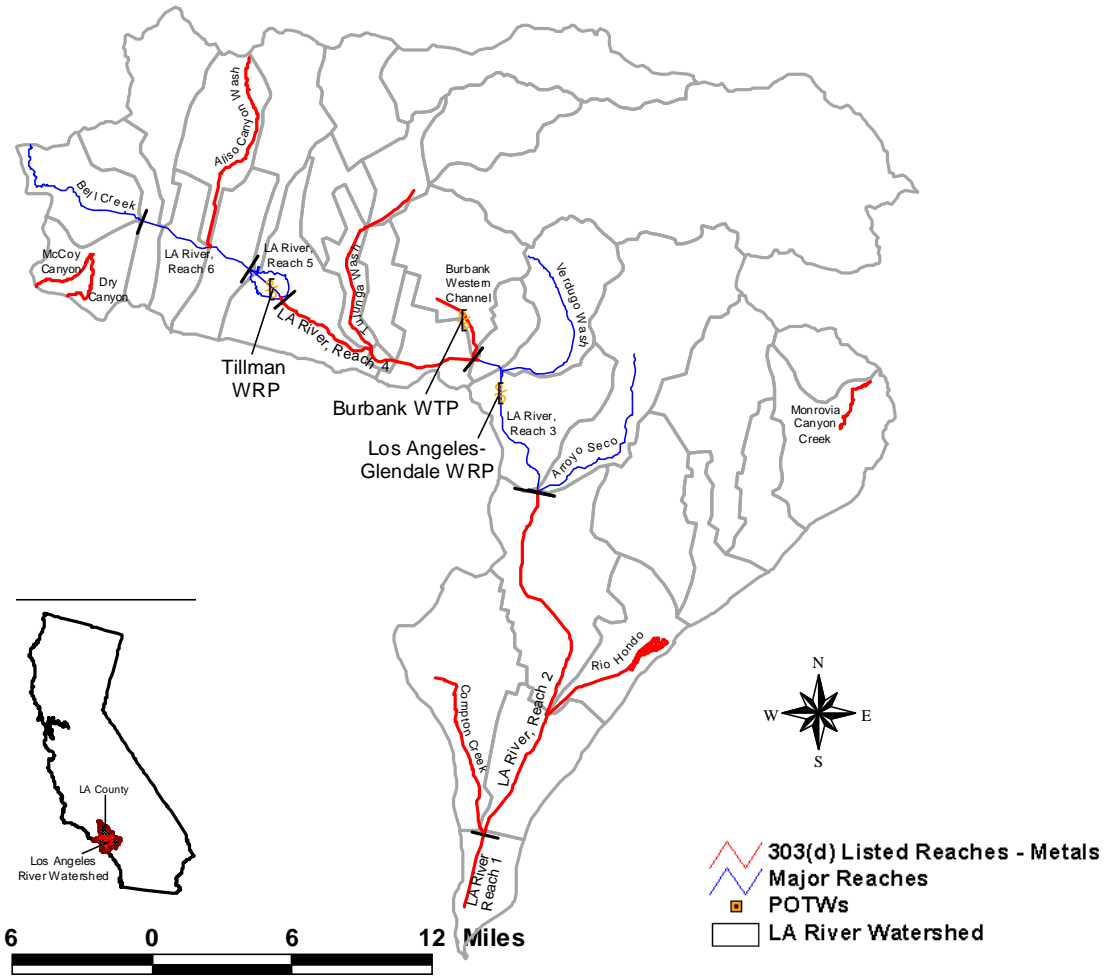 Aliso Canyon Wash
Bell Creek
McCoy
Canyon
Dry
Canyon
LA River,
Reach 6
LA River,
Reach 5
Tujunga Wash
LA River, Reach 4
Burbank
Western
Channel
Verdugo Wash
Tillman
WRP
Burbank WTP
Los Angeles-
Glendale WRP
LA River,
Reach 3
Arroyo Seco
Monrovia
Canyon
Creek
Rio Hondo
LA River, Reach 2
Compton Creek
LA River
Reach 1
N
W
E
S
LA County
Los Angeles
River Watershed
303(d) Listed Reaches - Metals
Major Reaches
POTWs
LA River Watershed
6 0 6 12 Miles